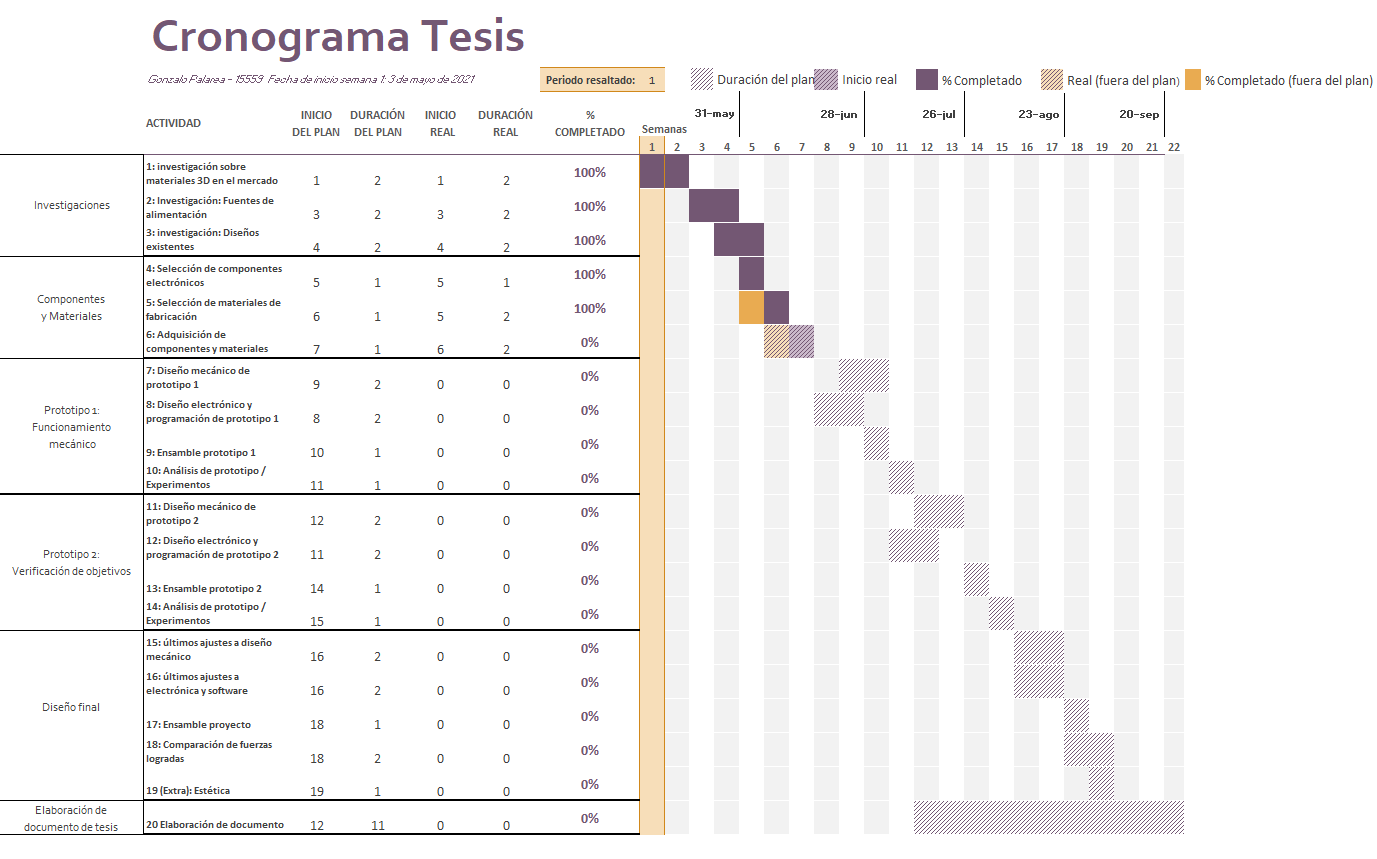 Cronograma Tesis
Gonzalo Palarea - 15559. Fecha de inicio semana 1: 3 de mayo de 2021
Periodo resaltado: 1
Duración del plan
Inicio real
% Completado
Real (fuera del plan)
% Completado (fuera del plan)
ACTIVIDAD
INICIO
DEL PLAN
DURACIÓN
DEL PLAN
INICIO
REAL
DURACIÓN
REAL
%
COMPLETADO
Semanas
31-may
28-jun
26-jul
23-ago
20-sep
1 2 3 4 5 6 7 8 9 10 11 12 13 14 15 16 17 18 19 20 21 22
Investigaciones
1: investigación sobre
materiales 3D en el mercado 1 2 1 2 100%
2: Investigación: Fuentes de
alimentación 3 2 3 2 100%
3: investigación: Diseños
existentes 4 2 4 2 100%
Componentes
y Materiales
4: Selección de componentes
electrónicos 5 1 5 1 100%
5: Selección de materiales de
fabricación 6 1 5 2 100%
6: Adquisición de
componentes y materiales 7 1 6 2 0%
Prototipo 1:
Funcionamiento
mecánico
7: Diseño mecánico de
prototipo 1 9 2 0 0 0%
8: Diseño electrónico y
programación de prototipo 1 8 2 0 0 0%
9: Ensamble prototipo 1 10 1 0 0 0%
10: Análisis de prototipo /
Experimentos 11 1 0 0 0%
Prototipo 2:
Verificación de objetivos
11: Diseño mecánico de
prototipo 2 12 2 0 0 0%
12: Diseño electrónico y
programación de prototipo 2 11 2 0 0 0%
13: Ensamble prototipo 2 14 1 0 0 0%
14: Análisis de prototipo /
Experimentos 15 1 0 0 0%
Diseño final
15: últimos ajustes a diseño
mecánico 16 2 0 0 0%
16: últimos ajustes a
electrónica y software 16 2 0 0 0%
17: Ensamble proyecto 18 1 0 0 0%
18: Comparación de fuerzas
logradas 18 2 0 0 0%
19 (Extra): Estética 19 1 0 0 0%
Elaboración de
documento de tesis
20 Elaboración de documento 12 11 0 0 0%